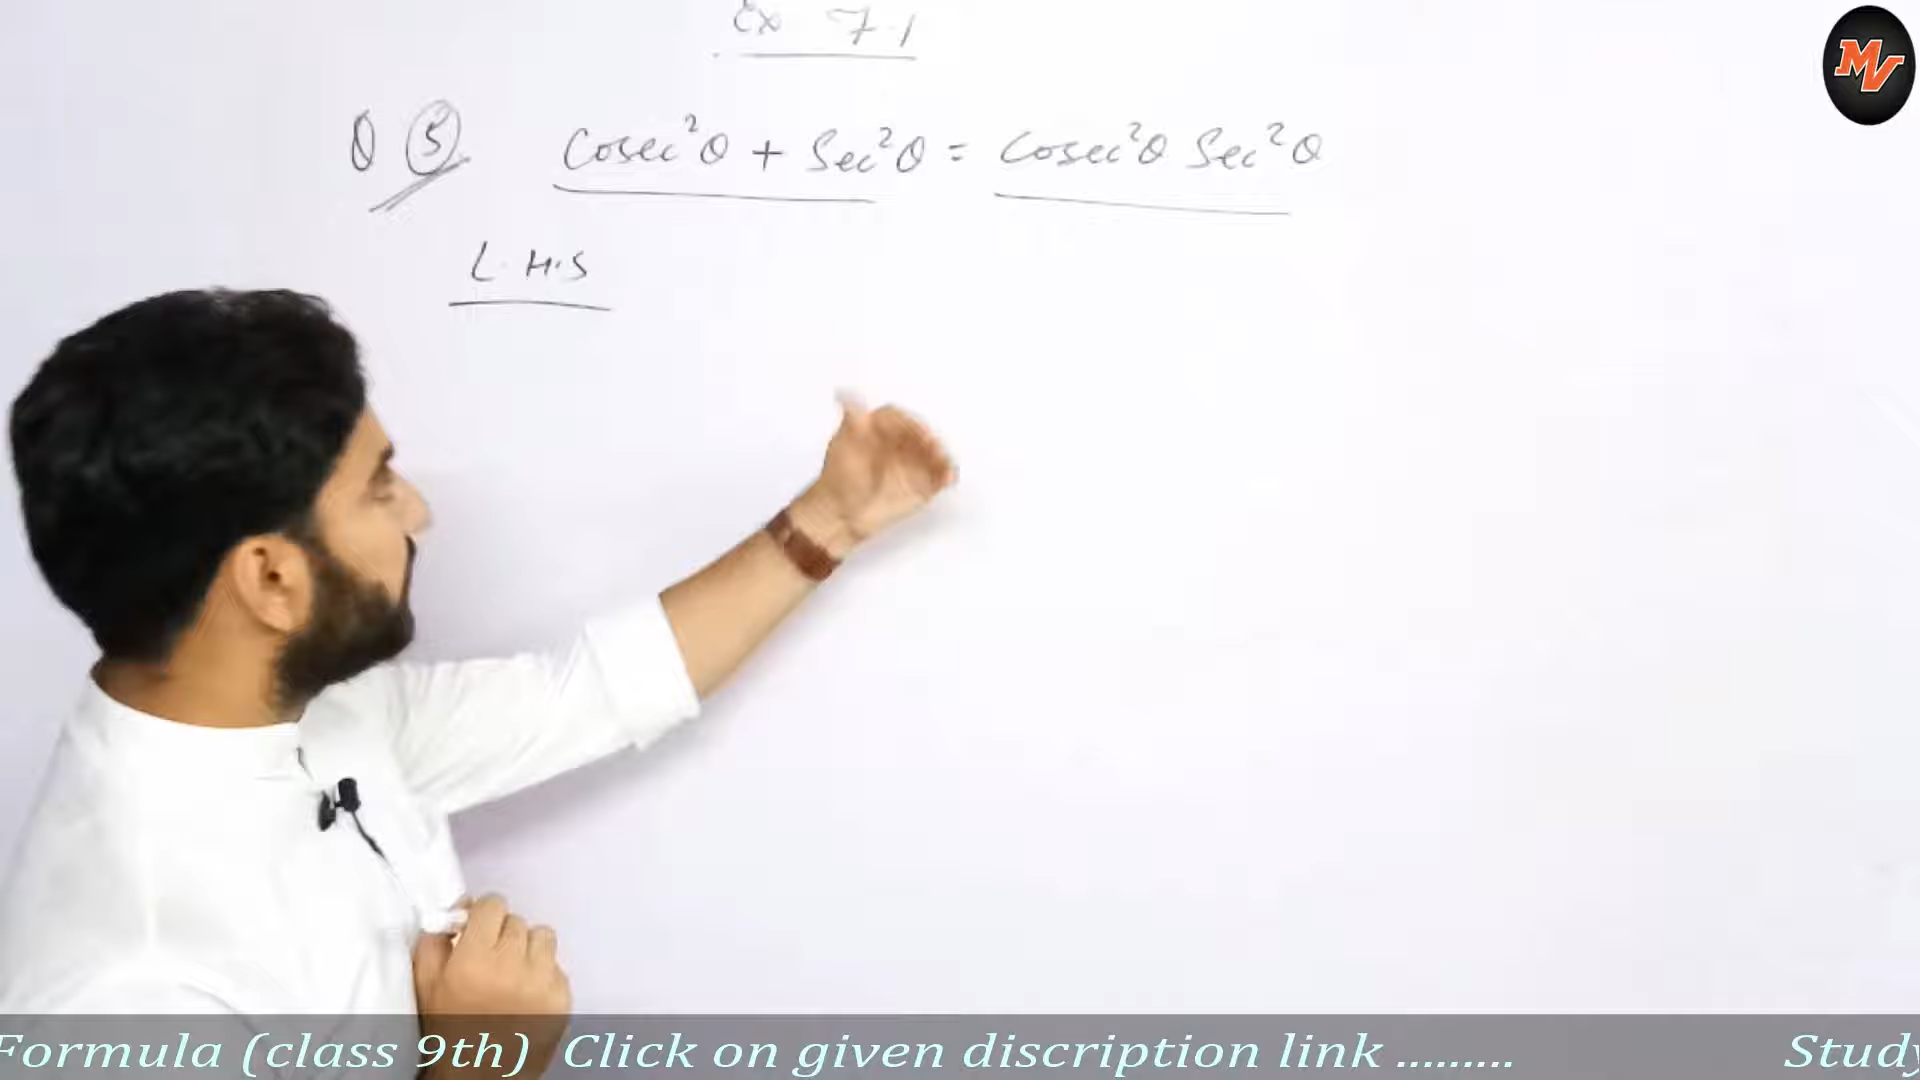 Ex 7.1
MV
Q 5 Cosec²θ + Sec²θ = Cosec²θ Sec²θ
L.H.S
Formula (class 9th) Click on given discription link ......... Study